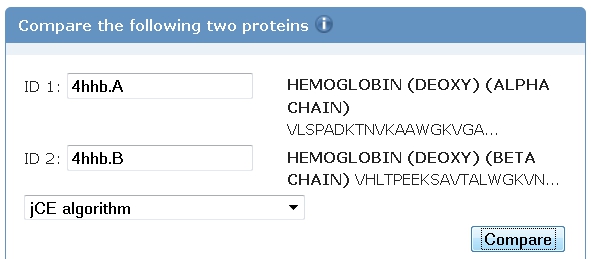 Compare the following two proteins
ID 1: 4hhb.A
HEMOGLOBIN (DEOXY) (ALPHA
CHAIN)
VLSPADKTNVKAAWGKVGA...
ID 2: 4hhb.B
HEMOGLOBIN (DEOXY) (BETA
CHAIN) VHLTPEEKSAVTALWGKVN...
jCE algorithm
Compare